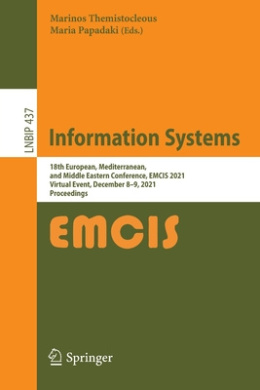 Marinos Themistocleous
Maria Papadaki (Eds.)
LNBIP 437
Information Systems
18th European, Mediterranean,
and Middle Eastern Conference, EMCIS 2021
Virtual Event, December 8–9, 2021
Proceedings
EMCIS
Springer